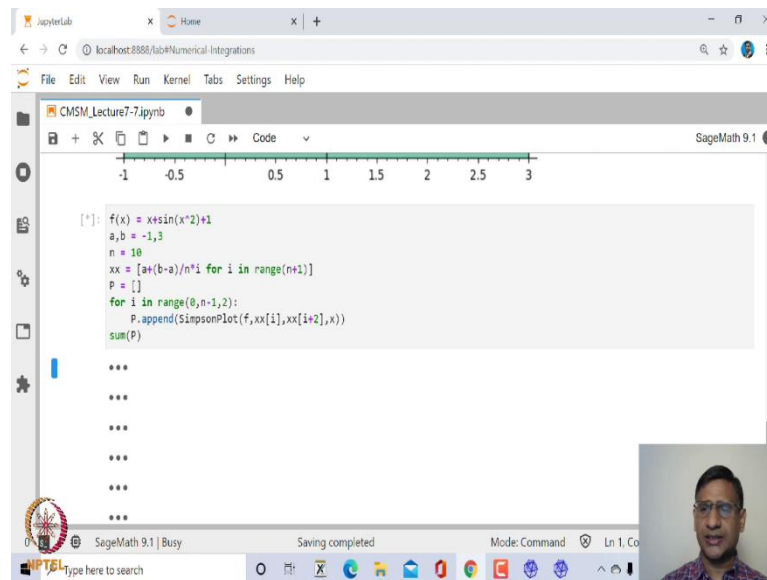 JupyterLab x Home x +
localhost:8888/lab#Numerical-Integrations
File Edit View Run Kernel Tabs Settings Help
CMSM_Lecture7-7.ipynb
Code SageMath 9.1
-1 -0.5 0.5 1 1.5 2 2.5 3
[*]: f(x) = x+sin(x^2)+1
a,b = -1,3
n = 10
xx = [a+(b-a)/n*i for i in range(n+1)]
P = []
for i in range(0,n-1,2):
P.append(SimpsonPlot(f,xx[i],xx[i+2],x))
sum(P)
•••
•••
•••
•••
•••
•••
0 SageMath 9.1 | Busy Saving completed Mode: Command Ln 1, Co
NPTEL Type here to search